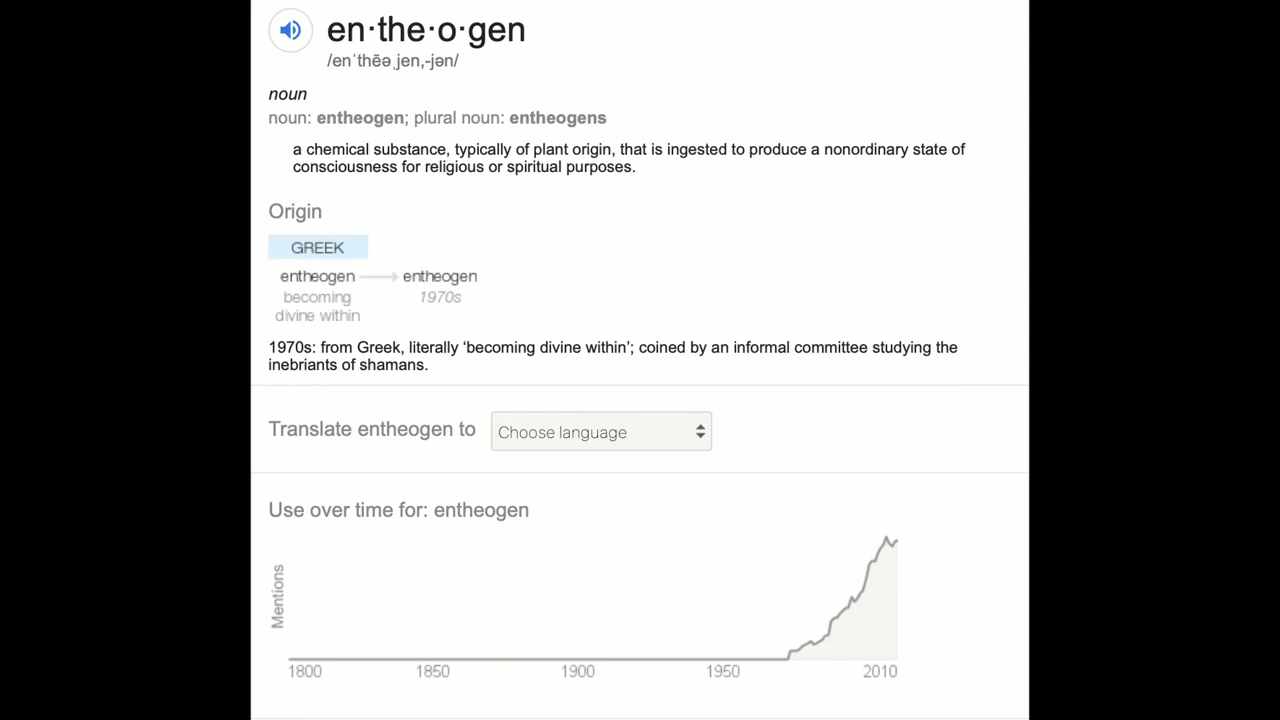 en·the·o·gen
/enˈTHēəˌjen,-jən/
noun
noun: entheogen; plural noun: entheogens
a chemical substance, typically of plant origin, that is ingested to produce a nonordinary state of
consciousness for religious or spiritual purposes.
Origin
GREEK
entheogen entheogen
becoming 1970s
divine within
1970s: from Greek, literally ‘becoming divine within’; coined by an informal committee studying the
inebriants of shamans.
Translate entheogen to Choose language
Use over time for: entheogen
Mentions
1800 1850 1900 1950 2010